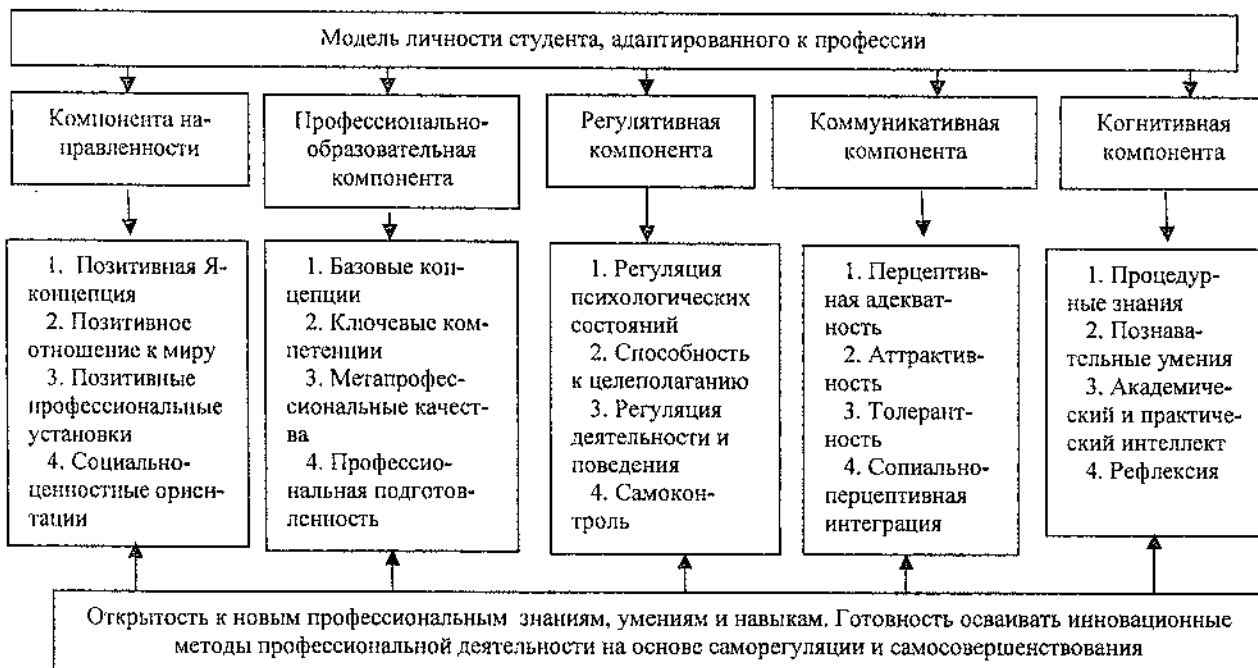 Модель личности студента, адаптированного к профессии
Компонента на-
правленности
Профессионально-
образовательная
компонента
Регулятивная
компонента
Коммуникативная
компонента
Когнитивная
компонента
1. Позитивная Я-
концепция
2. Позитивное
отношение к миру
3. Позитивные
профессиональные
установки
4. Социально-
ценностные ориен-
тации
1. Базовые кон-
цепции
2. Ключевые ком-
петенции
3. Метапрофес-
сиональные качест-
ва
4. Профессио-
нальная подготов-
ленность
1. Регуляция
психологических
состояний
2. Способность
к целеполаганию
3. Регуляция
деятельности и
поведения
4. Самокон-
троль
1. Перцептив-
ная адекват-
ность
2. Аттрактив-
ность
3. Толерант-
ность
4. Социально-
перцептивная
интеграция
1. Процедур-
ные знания
2. Познава-
тельные умения
3. Академиче-
ский и практиче-
ский интеллект
4. Рефлексия
Открытость к новым профессиональным знаниям, умениям и навыкам. Готовность осваивать инновационные
методы профессиональной деятельности на основе саморегуляции и самосовершенствования